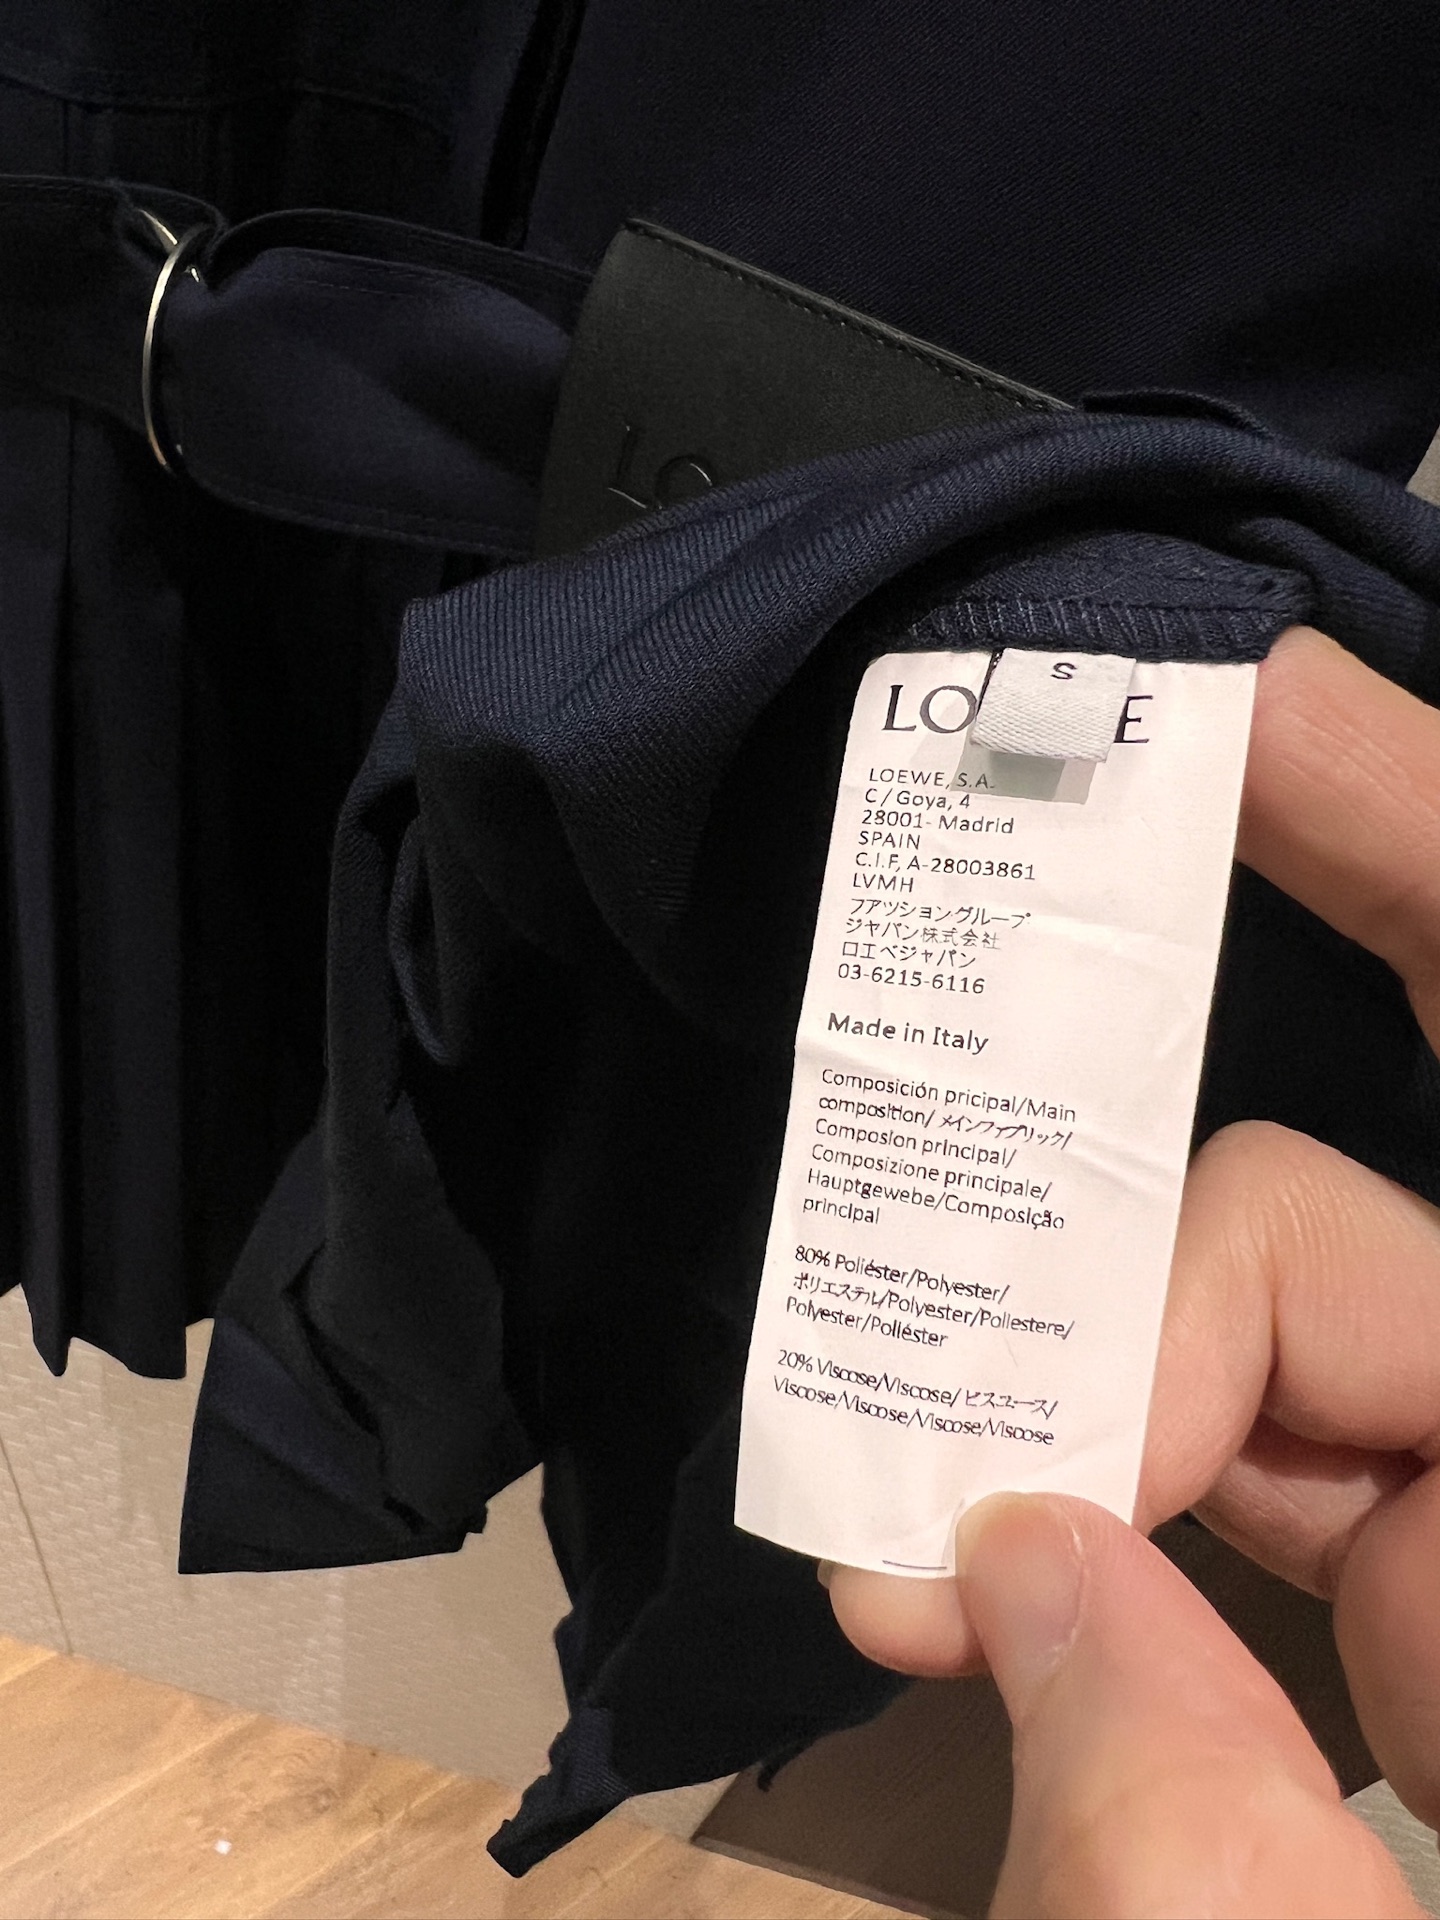 LO
S
LO E
LOEWE, S.A.
C / Goya, 4
28001- Madrid
SPAIN
C.I.F, A-28003861
LVMH
フアツショングループ
ジヤパン株式会社
ロエベジャパン
03-6215-6116
Made in Italy
Composición pricipal/Main
composition/ メインファブリック/
Composion principal/
Composizione principale/
Hauptgewebe/Composição
principal
80% Poliéster/Polyester/
ポリエステル/Polyester/Poliestere/
Polyester/Poliéster
20% Viscose/Viscose/ ビスコース/
Viscose/Viscose/Viscose/Viscose